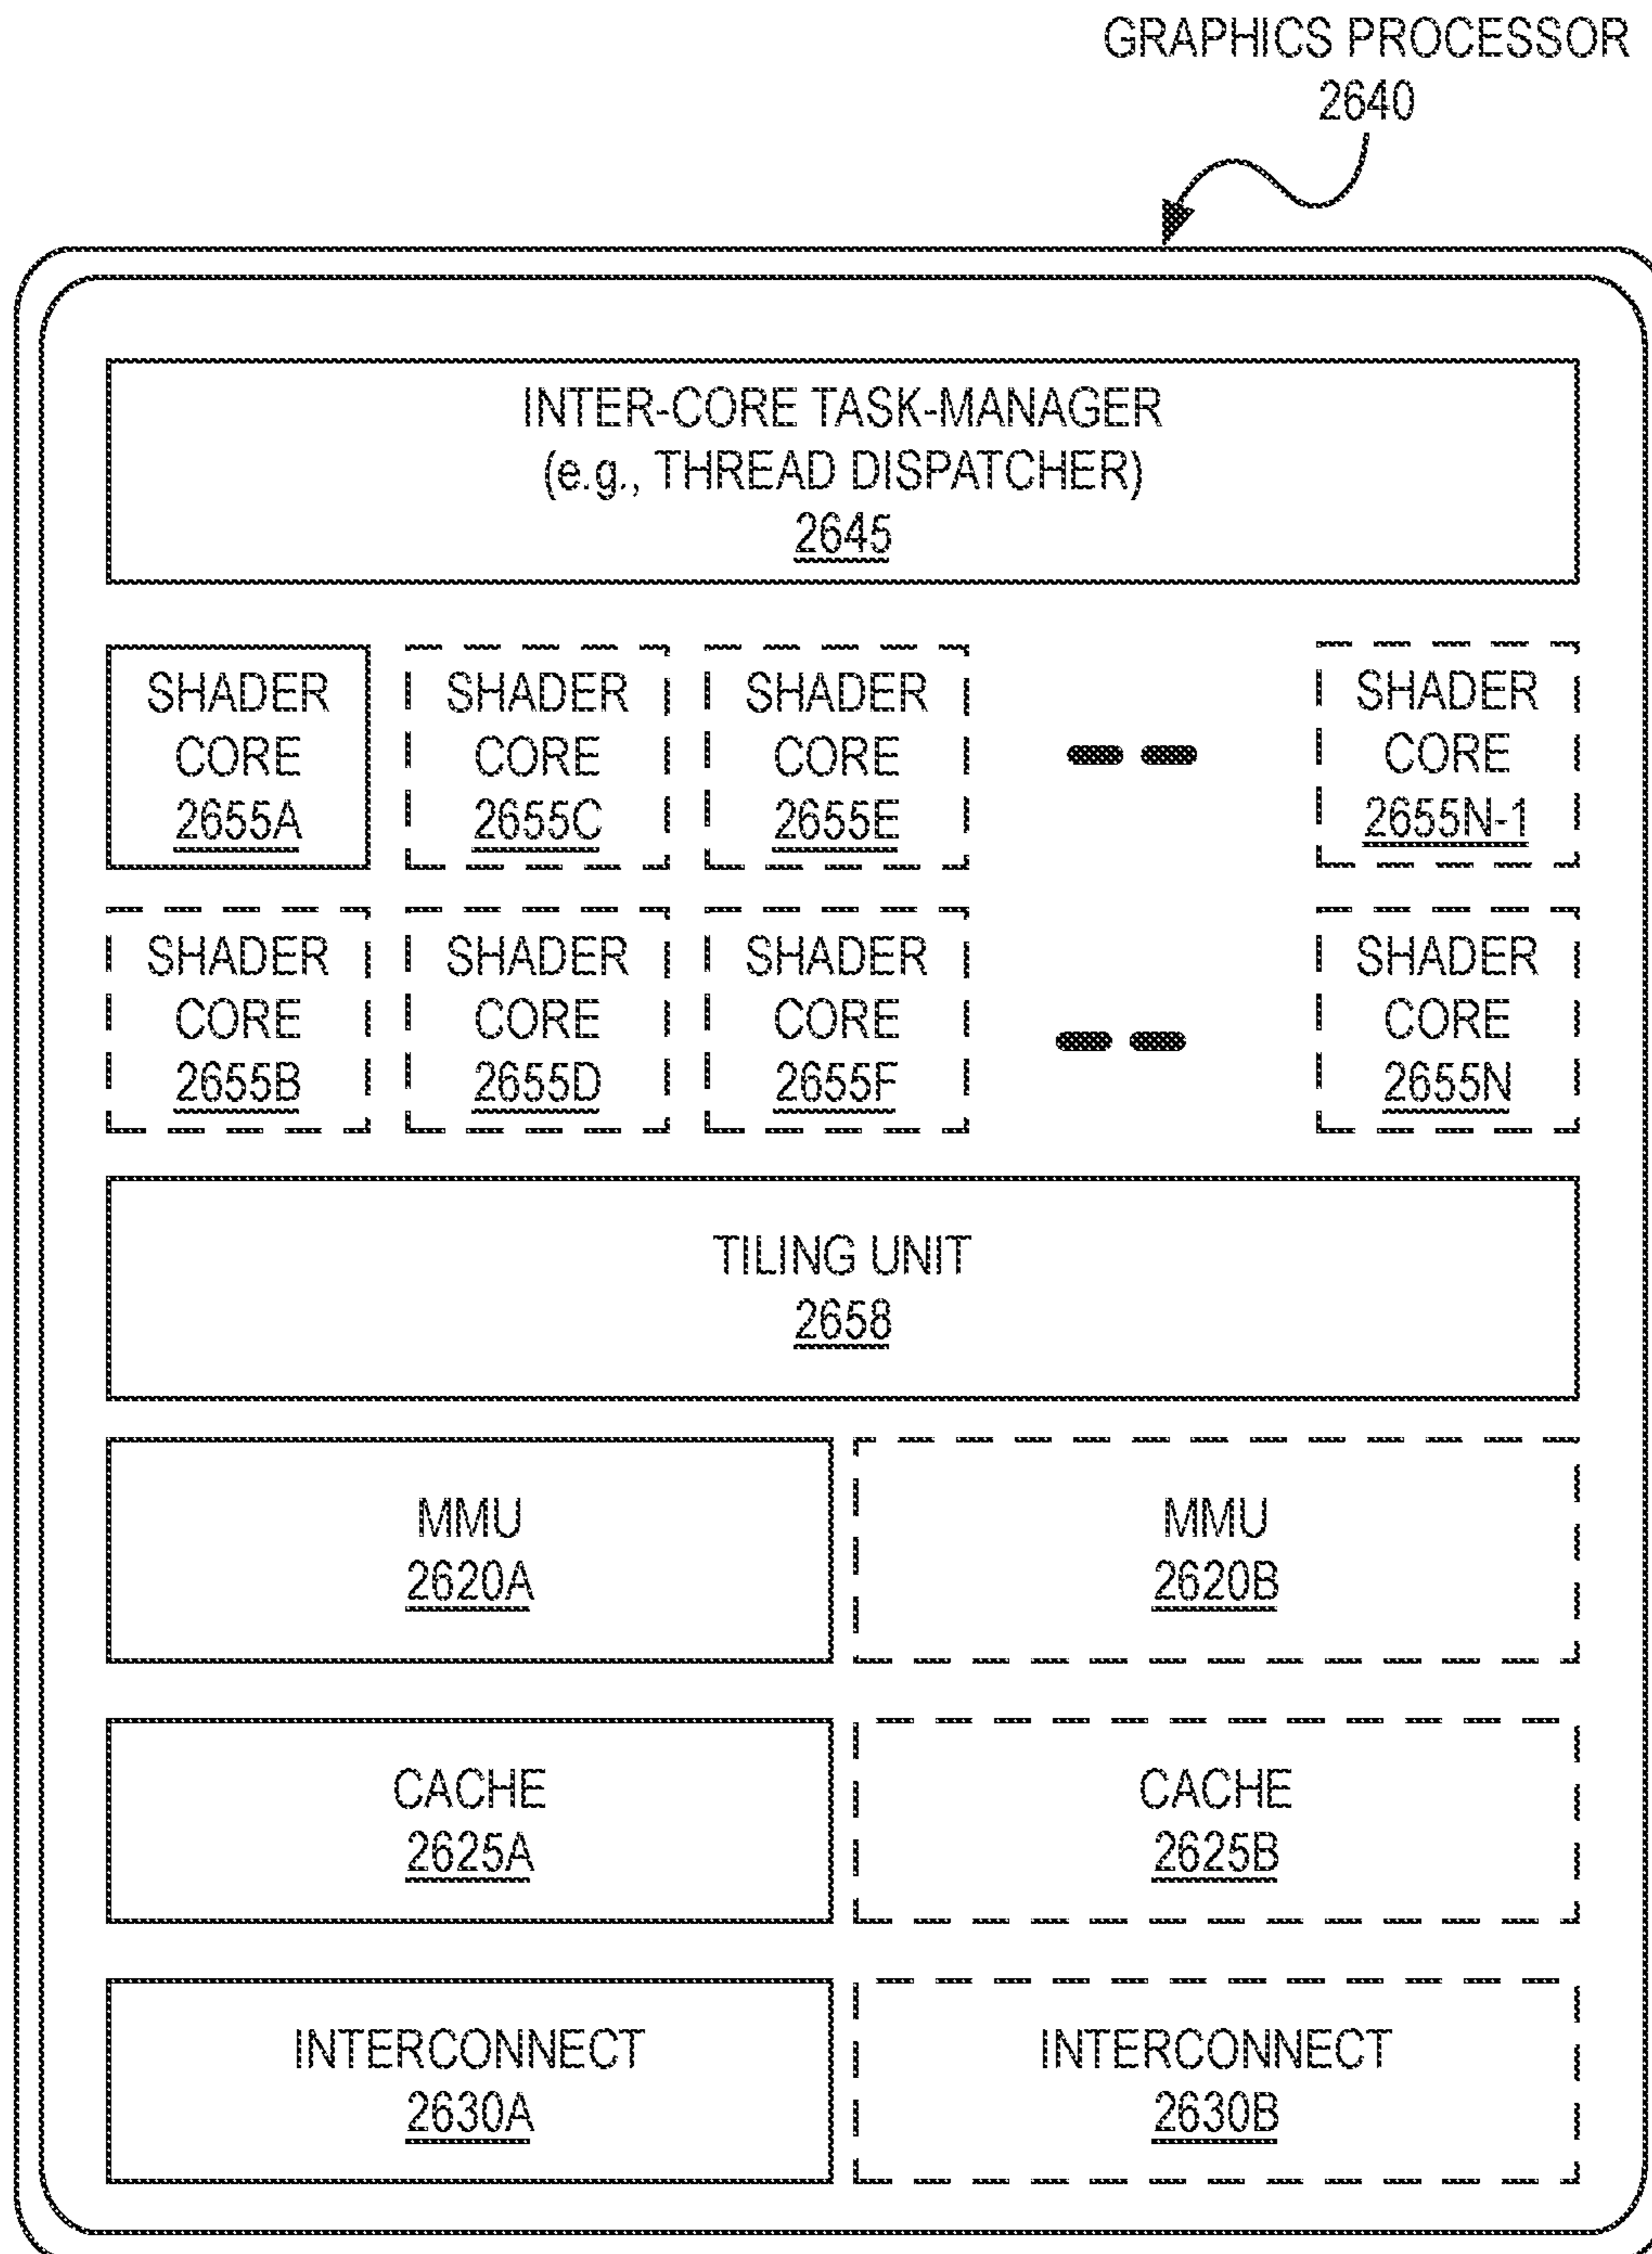 GRAPHICS PROCESSOR
2640
INTER-CORE TASK-MANAGER
(e.g., THREAD DISPATCHER)
2645
SHADER
CORE
2655A
SHADER
CORE
2655C
SHADER
CORE
2655E
SHADER
CORE
2655N-1
SHADER
CORE
2655B
SHADER
CORE
2655D
SHADER
CORE
2655F
SHADER
CORE
2655N
TILING UNIT
2658
MMU
2620A
MMU
2620B
CACHE
2625A
CACHE
2625B
INTERCONNECT
2630A
INTERCONNECT
2630B